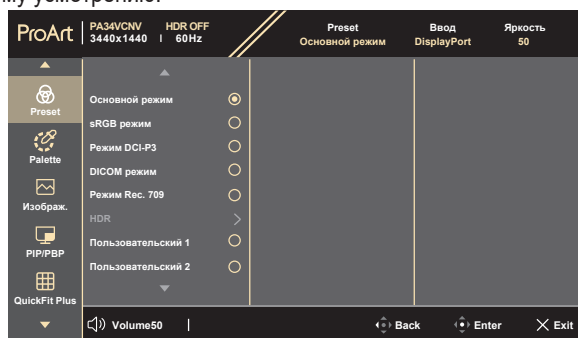 му усмотрению.
ProArt
PA34VCNV HDR OFF
3440x1440 | 60Hz
Preset
Основной режим
Ввод
DisplayPort
Яркость
50
Preset
Palette
Изображ.
PIP/PBP
QuickFit Plus
Основной режим
sRGB режим
Режим DCI-P3
DICOM режим
Режим Rec. 709
HDR
Пользовательский 1
Пользовательский 2
Volume50 |
Back
Enter
Exit